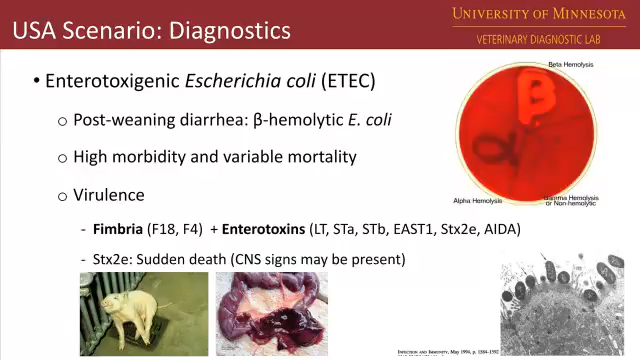 USA Scenario: Diagnostics
UNIVERSITY OF MINNESOTA
VETERINARY DIAGNOSTIC LAB
• Enterotoxigenic Escherichia coli (ETEC)
o Post-weaning diarrhea: β-hemolytic E. coli
o High morbidity and variable mortality
o Virulence
- Fimbria (F18, F4) + Enterotoxins (LT, STa, STb, EAST1, Stx2e, AIDA)
- Stx2e: Sudden death (CNS signs may be present)
Beta Hemolysis
β
α
Alpha Hemolysis
Gamma Hemolysis
or Non-hemolytic
INFECTION AND IMMUNITY, May 1994, p. 1384-1392